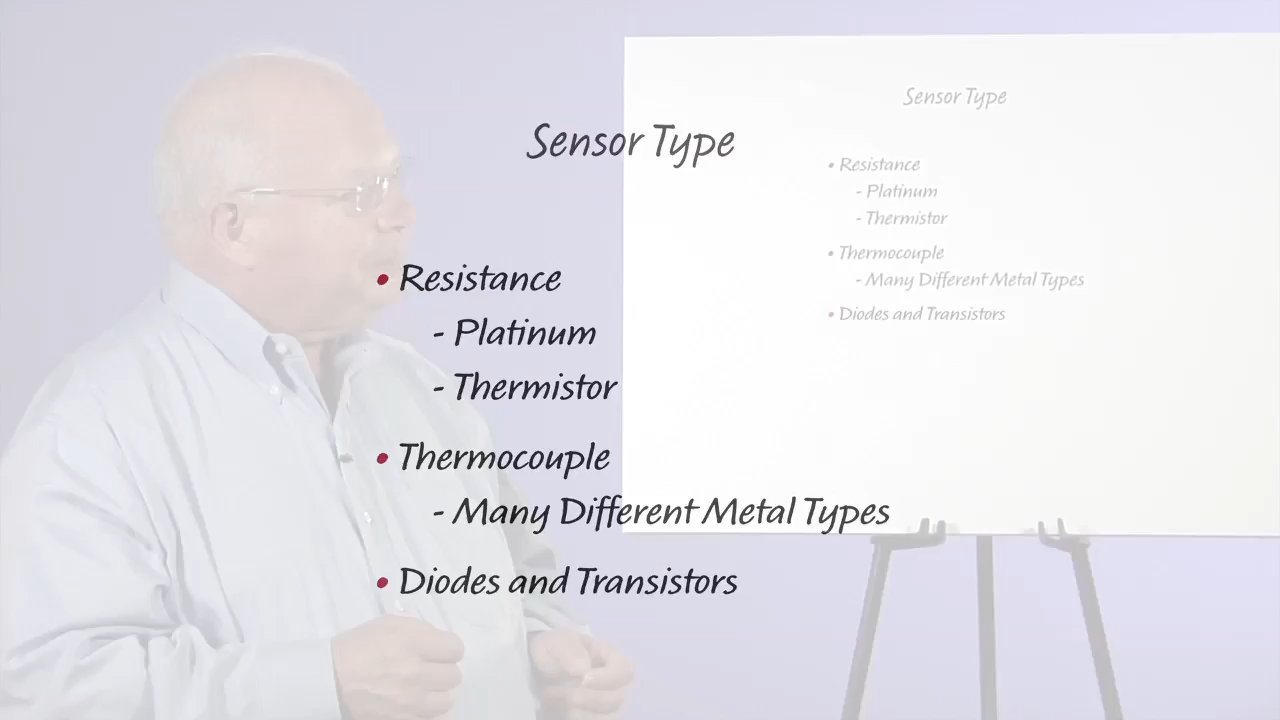 Sensor Type
• Resistance
- Platinum
- Thermistor
• Thermocouple
- Many Different Metal Types
• Diodes and Transistors
Sensor Type
• Resistance
- Platinum
- Thermistor
• Thermocouple
- Many Different Metal Types
• Diodes and Transistors